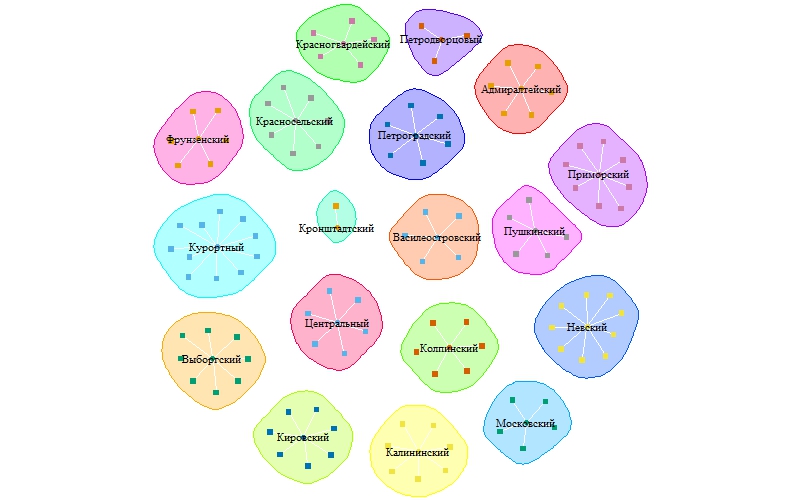 Красногвардейский
Петродворцовый
Адмиралтейский
Красносельский
Фрунзенский
Петроградский
Приморский
Кронштадтский
Василеостровский
Пушкинский
Курортный
Центральный
Невский
Колпинский
Выборгский
Кировский
Калининский
Московский